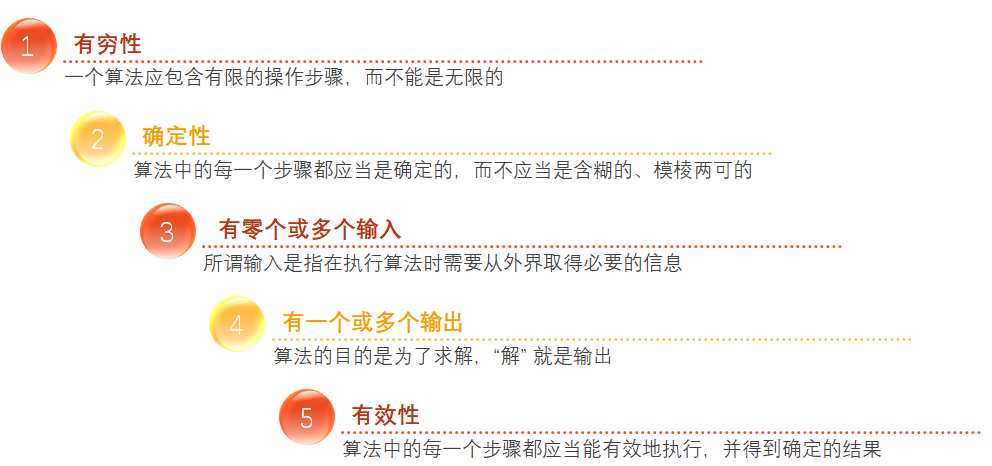 1 有穷性
一个算法应包含有限的操作步骤，而不能是无限的
2 确定性
算法中的每一个步骤都应当是确定的，而不应当是含糊的、模棱两可的
3 有零个或多个输入
所谓输入是指在执行算法时需要从外界取得必要的信息
4 有一个或多个输出
算法的目的是为了求解，“解” 就是输出
5 有效性
算法中的每一个步骤都应当能有效地执行，并得到确定的结果